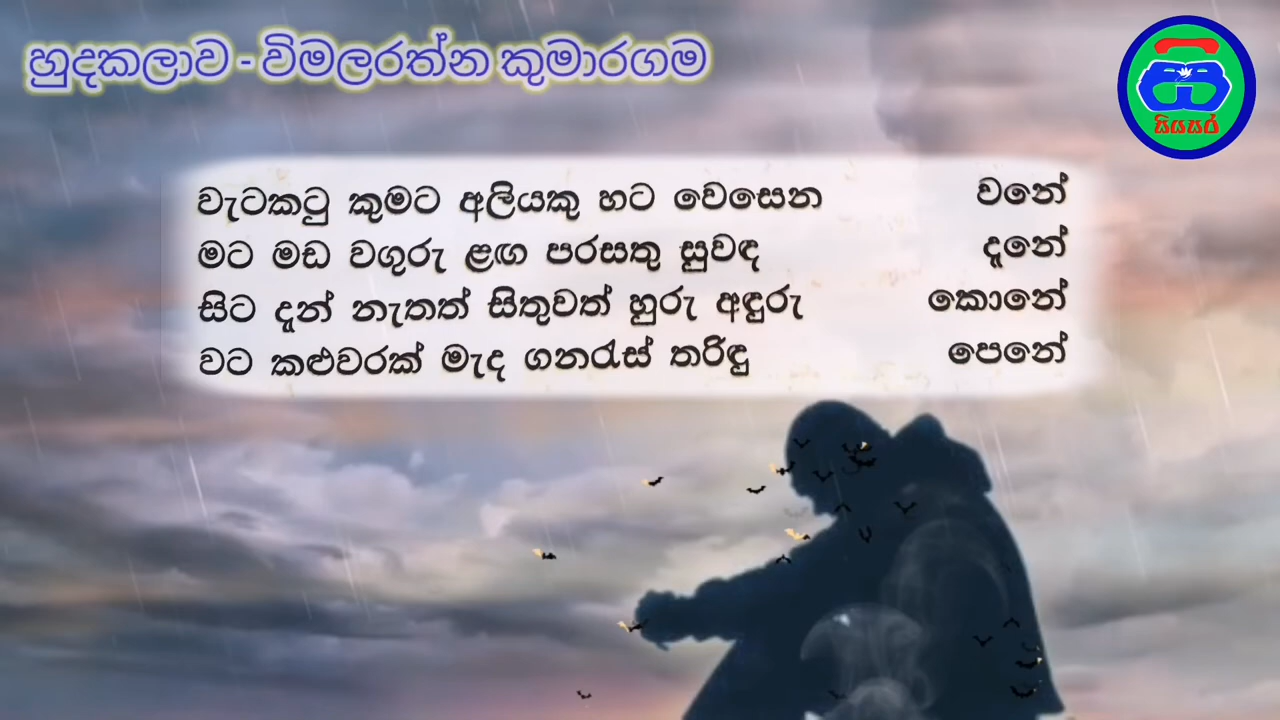 හුදකලාව - විමලරත්න කුමාරගම
සියසර
වැටකටු කුමට අලියකු හට වෙසෙන වනේ
මට මඩ වගුරු ළඟ පරසතු සුවඳ දැනේ
සිට දැන් නැතත් සිතුවත් හුරු අඳුරු කොනේ
වට කළුවරක් මැද ගනරැස් තරිඳු පෙනේ